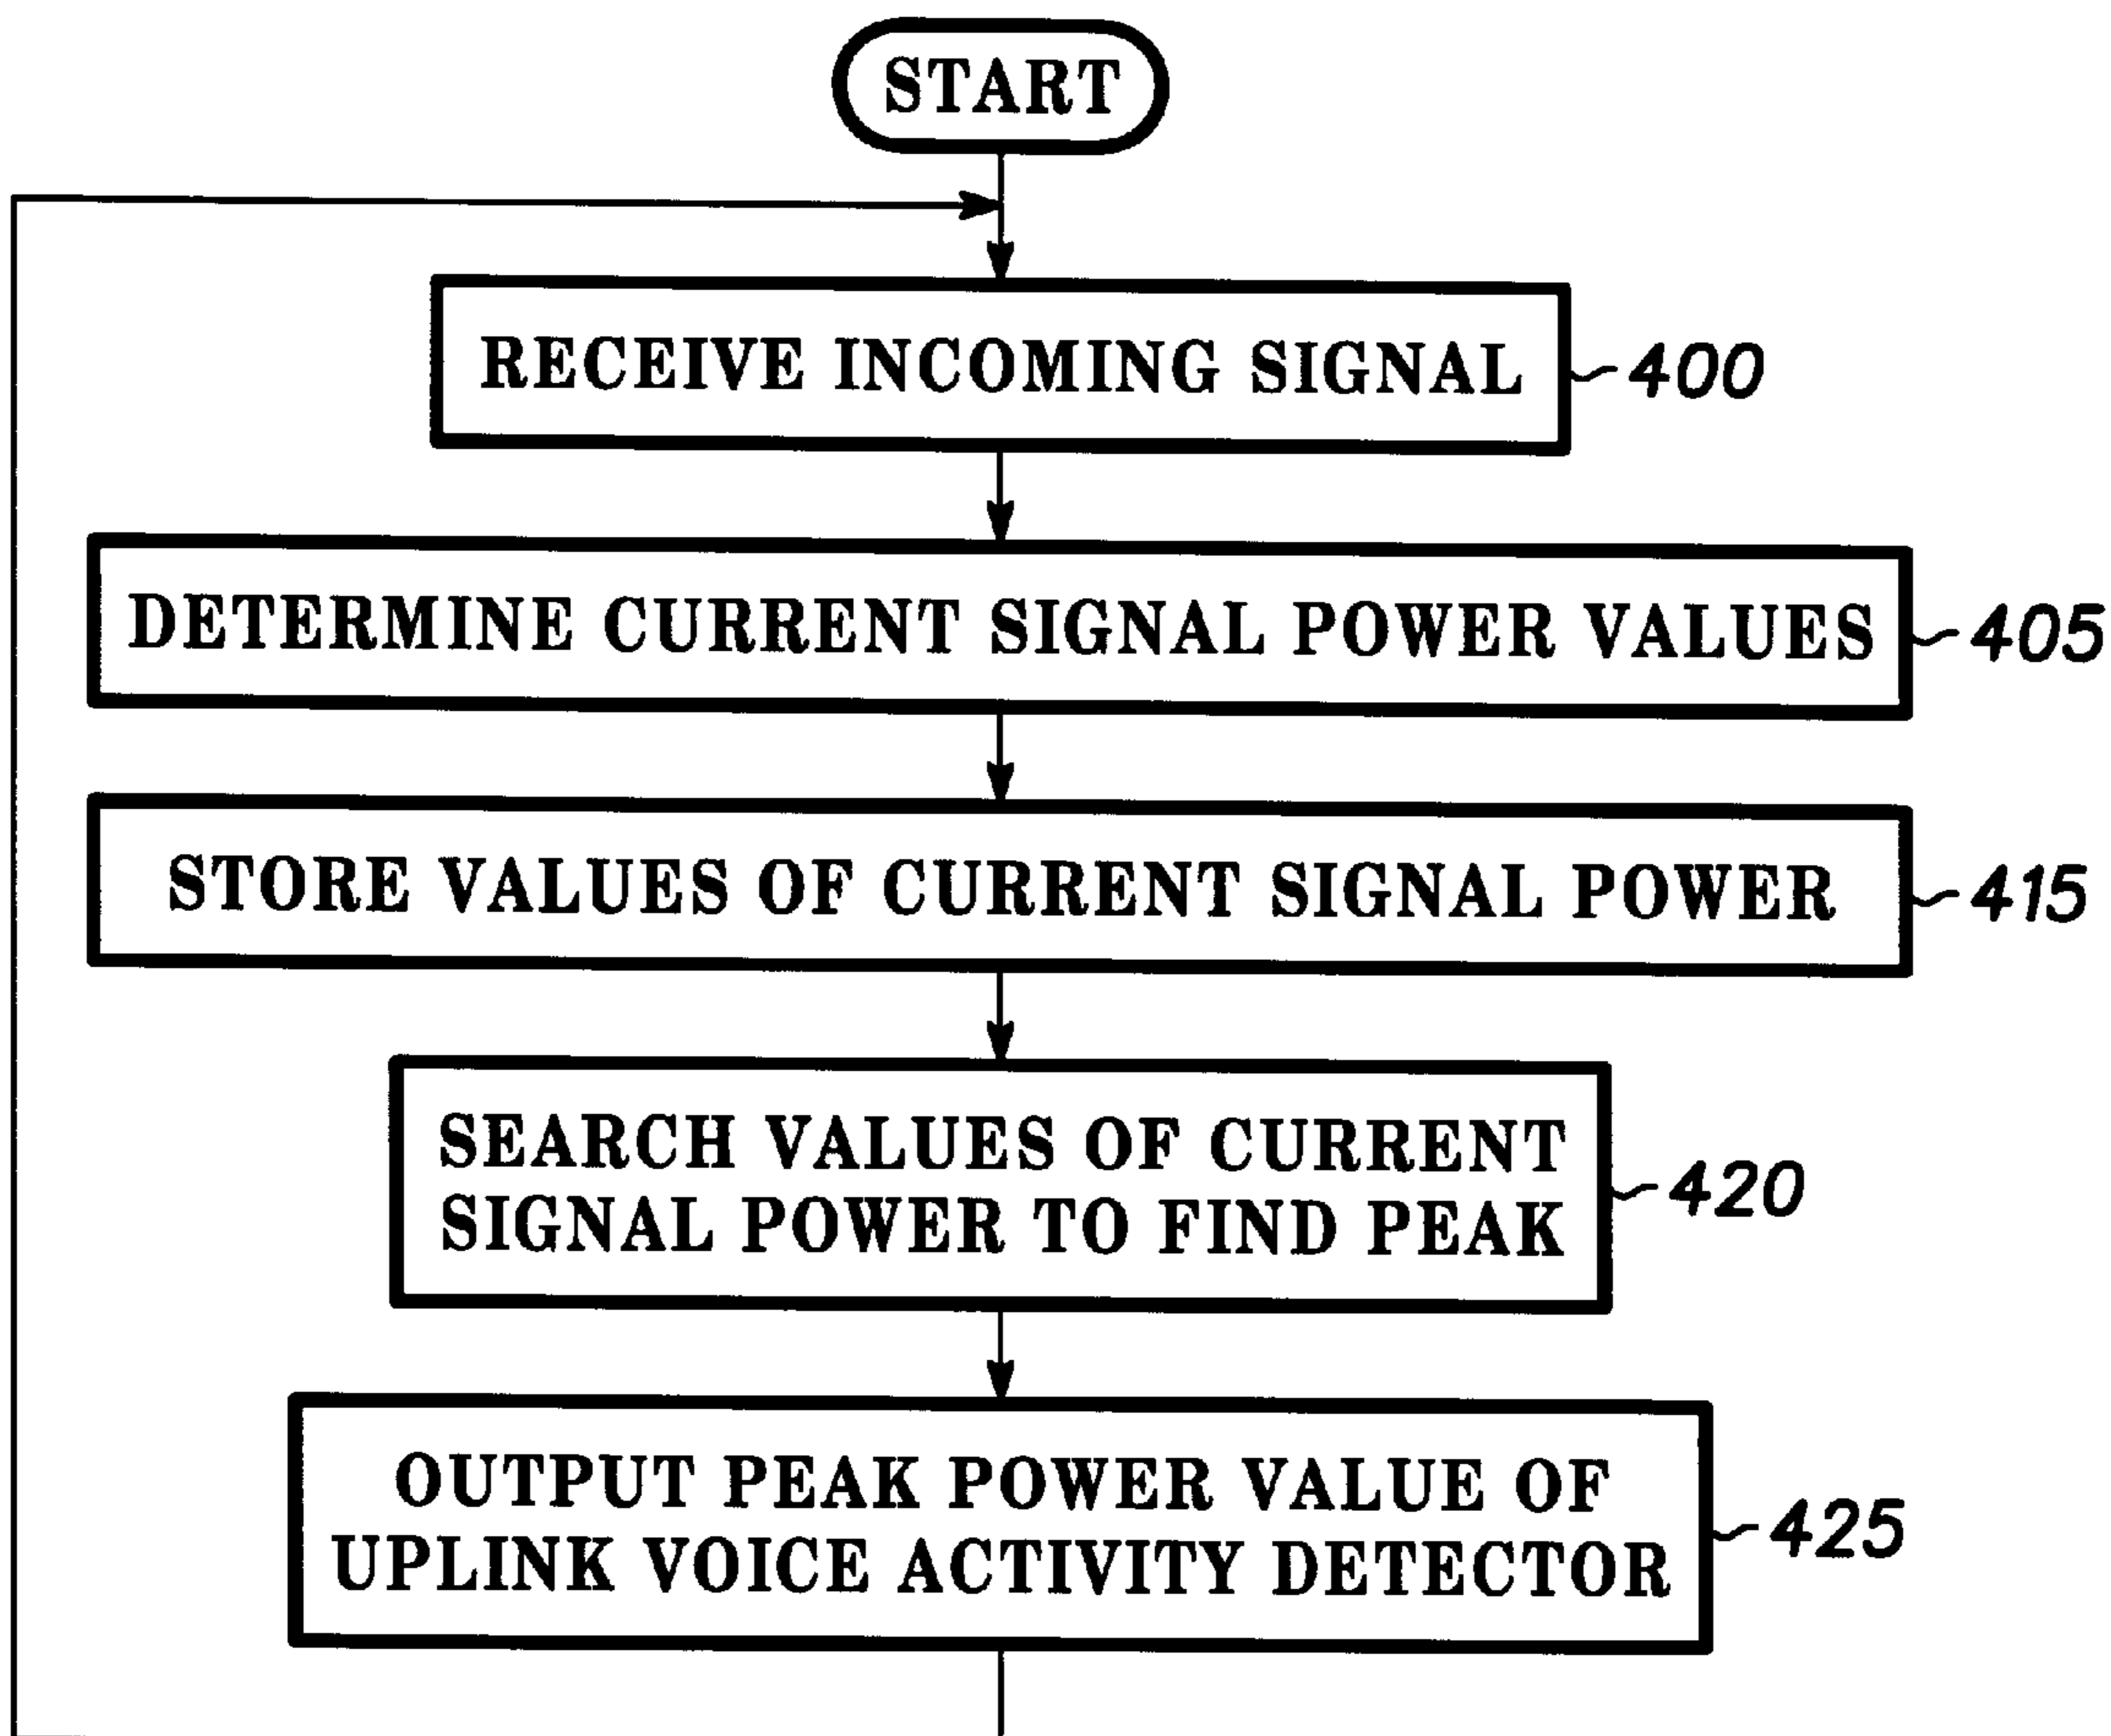 START
RECEIVE INCOMING SIGNAL
400
DETERMINE CURRENT SIGNAL POWER VALUES
405
STORE VALUES OF CURRENT SIGNAL POWER
415
SEARCH VALUES OF CURRENT
SIGNAL POWER TO FIND PEAK
420
OUTPUT PEAK POWER VALUE OF
UPLINK VOICE ACTIVITY DETECTOR
425